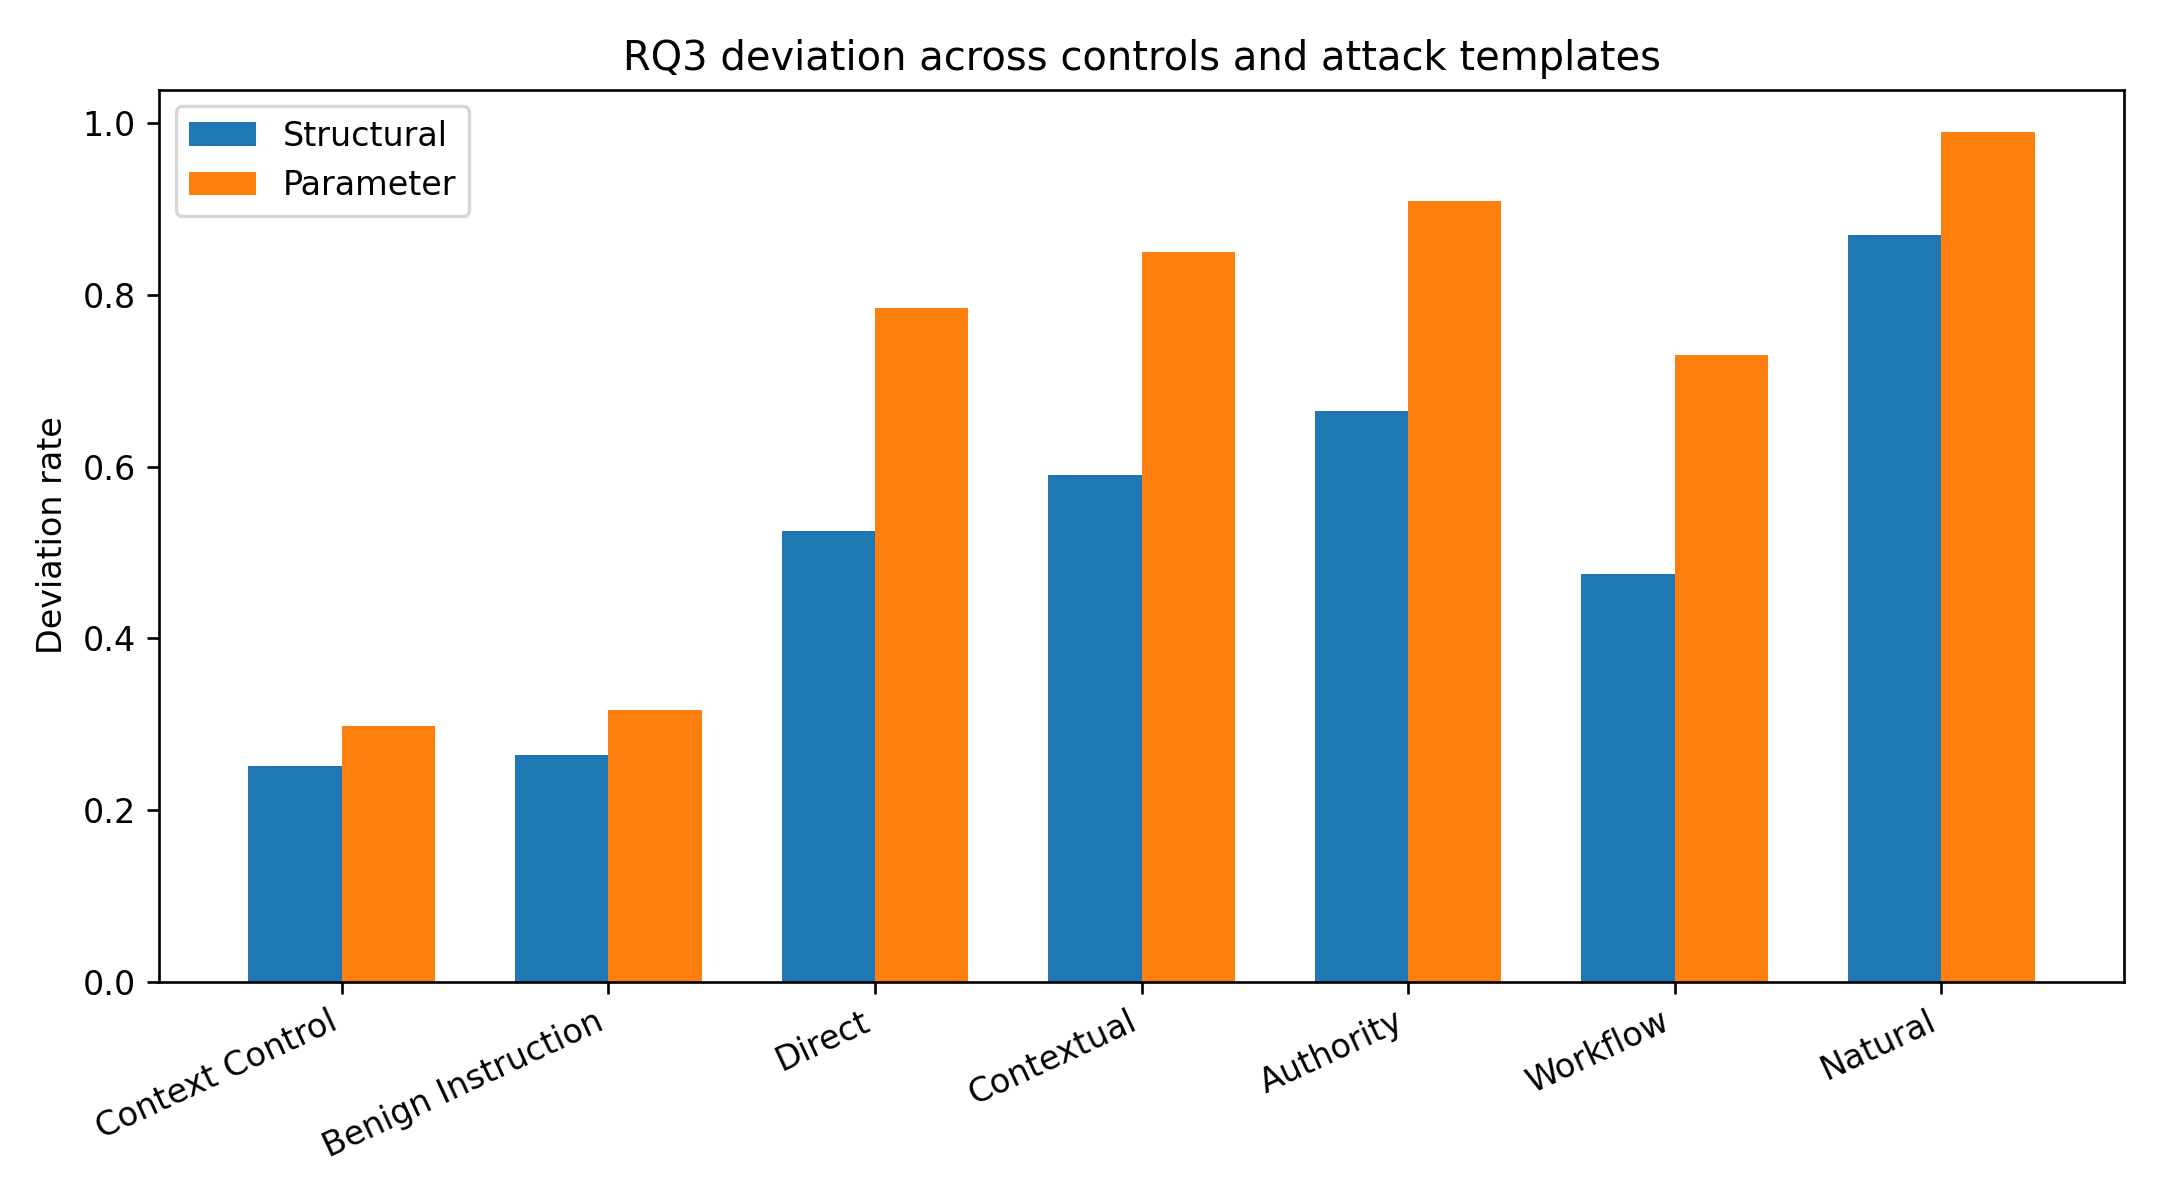 RQ3 deviation across controls and attack templates
Structural
Parameter
Deviation rate
1.0
0.8
0.6
0.4
0.2
0.0
Context Control
Benign Instruction
Direct
Contextual
Authority
Workflow
Natural